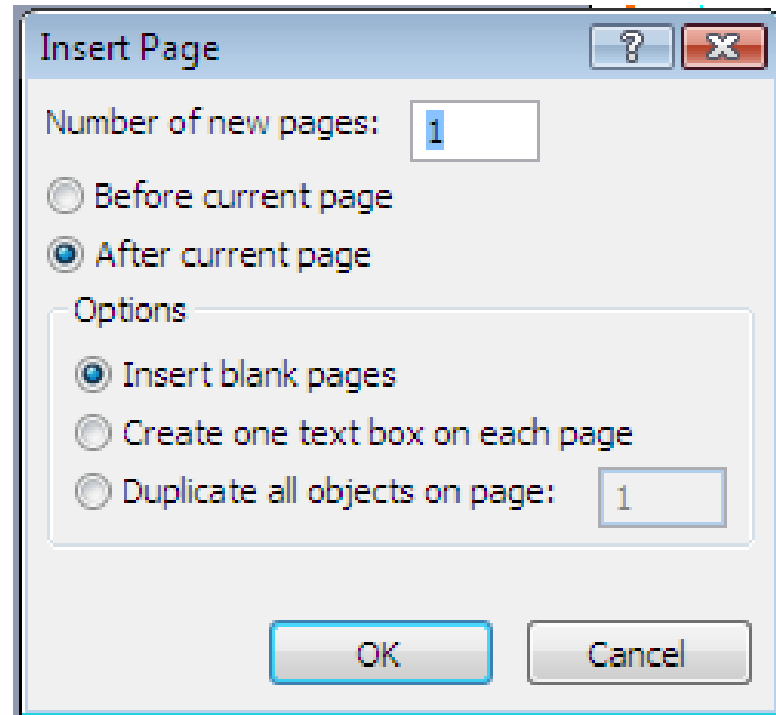 Insert Page
Number of new pages: 1
Before current page
After current page
Options
Insert blank pages
Create one text box on each page
Duplicate all objects on page: 1
OK Cancel